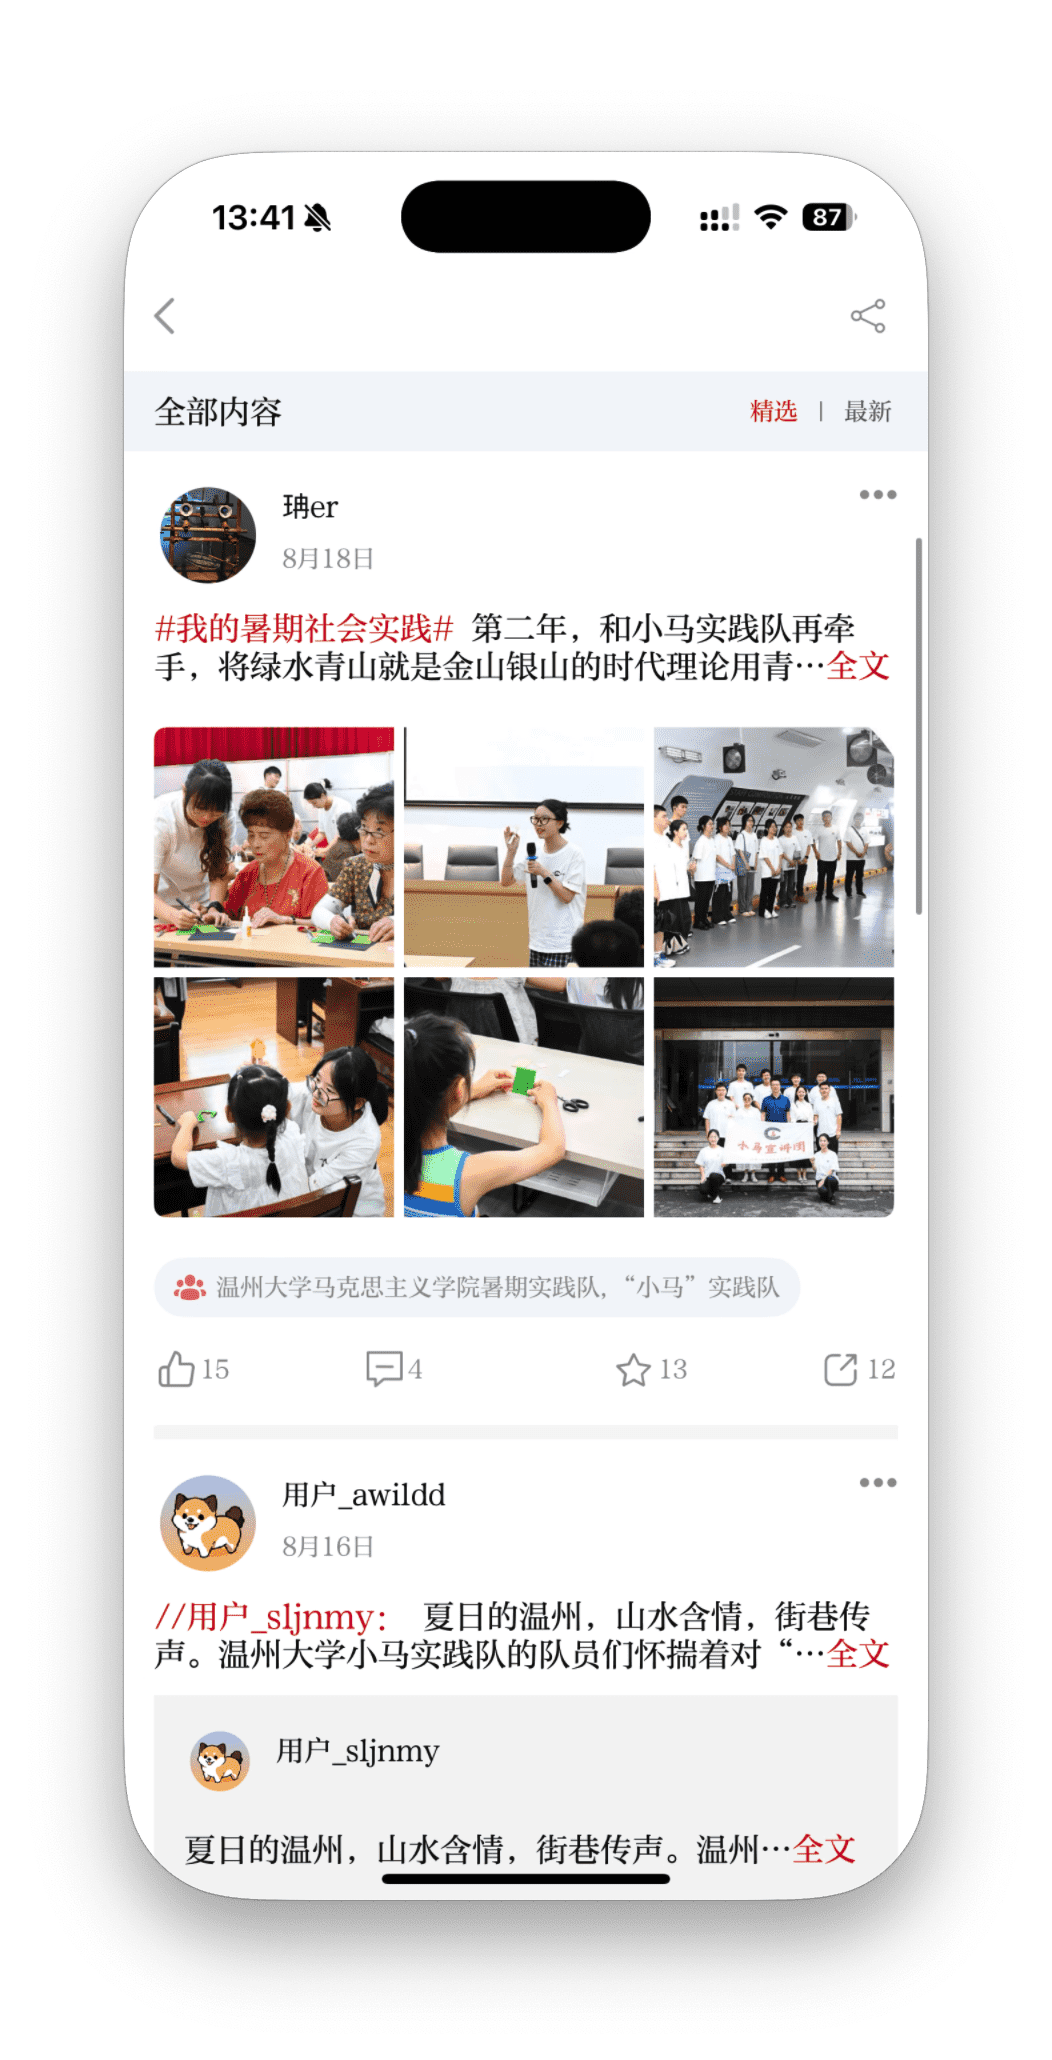 13:41
87
全部内容
精选 | 最新
珃er
8月18日
#我的暑期社会实践# 第二年，和小马实践队再牵
手，将绿水青山就是金山银山的时代理论用青…全文
小马宣讲团
温州大学马克思主义学院暑期实践队，“小马”实践队
15 4 13 12
用户_awildd
8月16日
//用户_sljnmy： 夏日的温州，山水含情，街巷传
声。温州大学小马实践队的队员们怀揣着对“…全文
用户_sljnmy
夏日的温州，山水含情，街巷传声。温州…全文